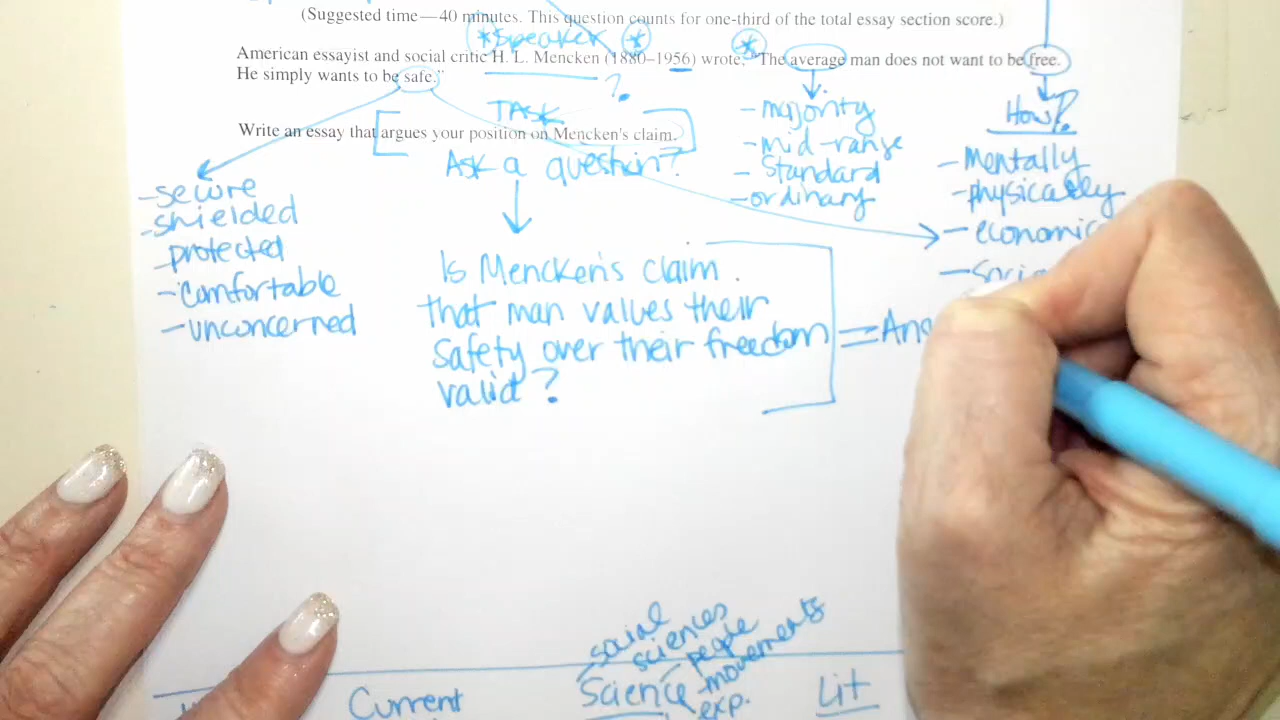 (Suggested time—40 minutes. This question counts for one-third of the total essay section score.)
*Speaker *
*
American essayist and social critic H. L. Mencken (1880–1956) wrote, "The average man does not want to be free.
He simply wants to be safe."
?
TASK
Write an essay that argues your position on Mencken's claim.
Ask a question?
- majority
- mid-range
- Standard
- ordinary
How?
- Mentally
- physically
- economic
- secure
- shielded
- protected
- comfortable
- unconcerned
Is Mencken's claim
that man values their
safety over their freedom
valid?
= Ans
social
sciences
people
- movements
exp.
Current
Science
Lit